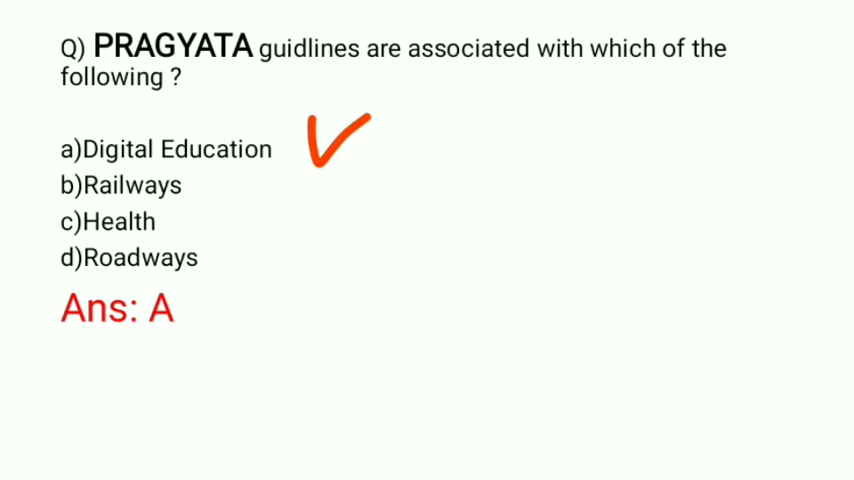 Q) PRAGYATA guidlines are associated with which of the
following ?
a)Digital Education
b)Railways
c)Health
d)Roadways
Ans: A